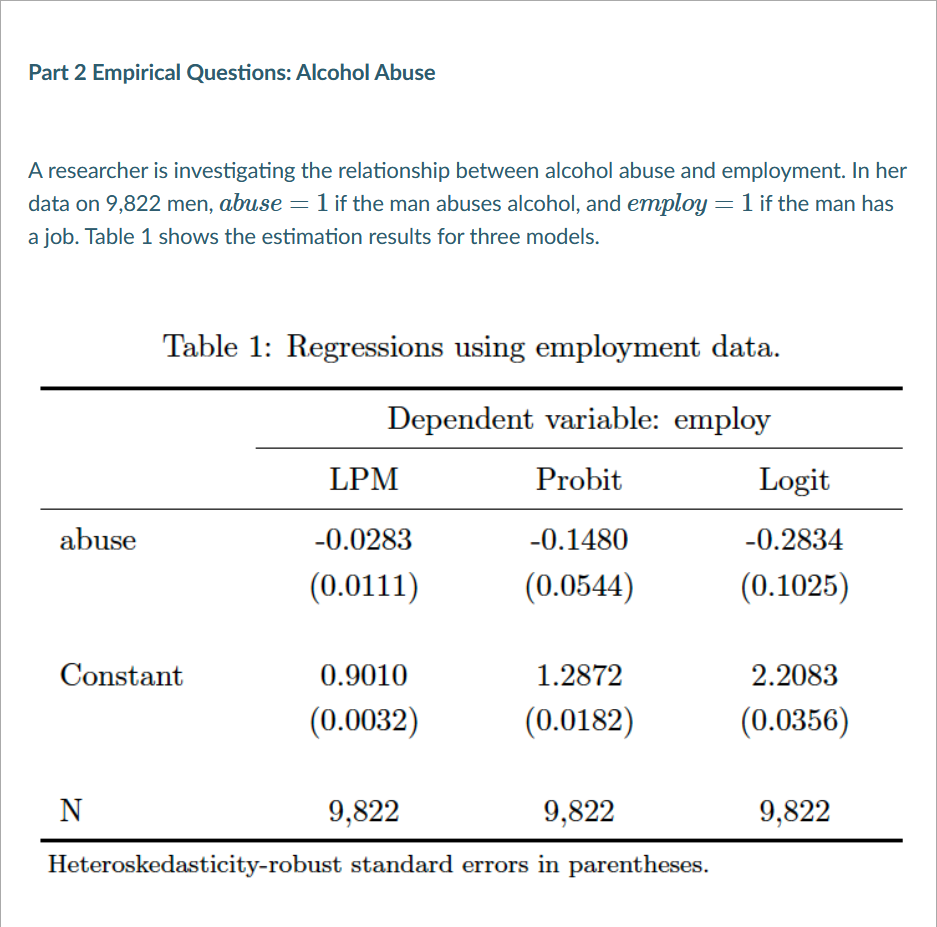 Part 2 Empirical Questions: Alcohol Abuse
A researcher is investigating the relationship between alcohol abuse and employment. In her
data on 9,822 men, abuse = 1 if the man abuses alcohol, and employ = 1 if the man has
a job. Table 1 shows the estimation results for three models.
Table 1: Regressions using employment data.
Dependent variable: employ
LPM Probit Logit
abuse -0.0283 -0.1480 -0.2834
(0.0111) (0.0544) (0.1025)
Constant 0.9010 1.2872 2.2083
(0.0032) (0.0182) (0.0356)
N 9,822 9,822 9,822
Heteroskedasticity-robust standard errors in parentheses.